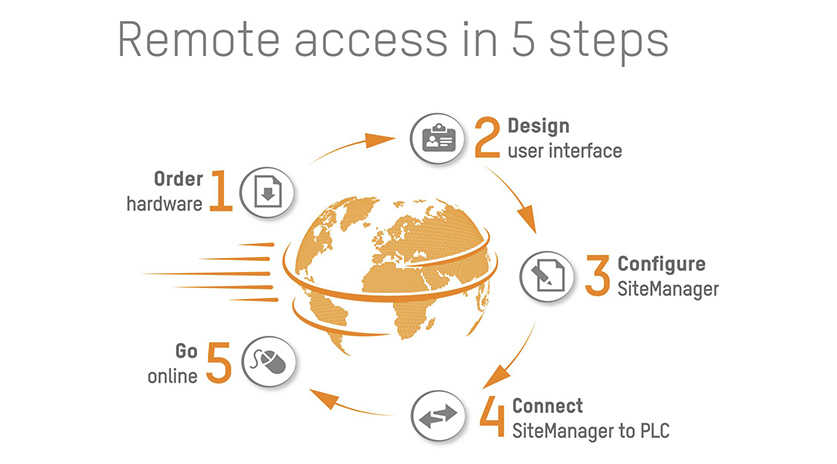 Remote access in 5 steps
1 Order
hardware
2 Design
user interface
3 Configure
SiteManager
4 Connect
SiteManager to PLC
5 Go
online